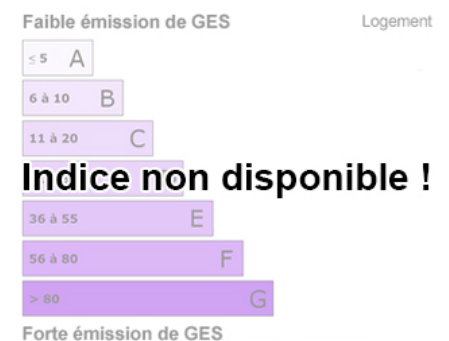 Faible émission de GES
Logement
≤ 5 A
6 à 10 B
11 à 20 C
Indice non disponible !
36 à 55 E
56 à 80 F
> 80 G
Forte émission de GES